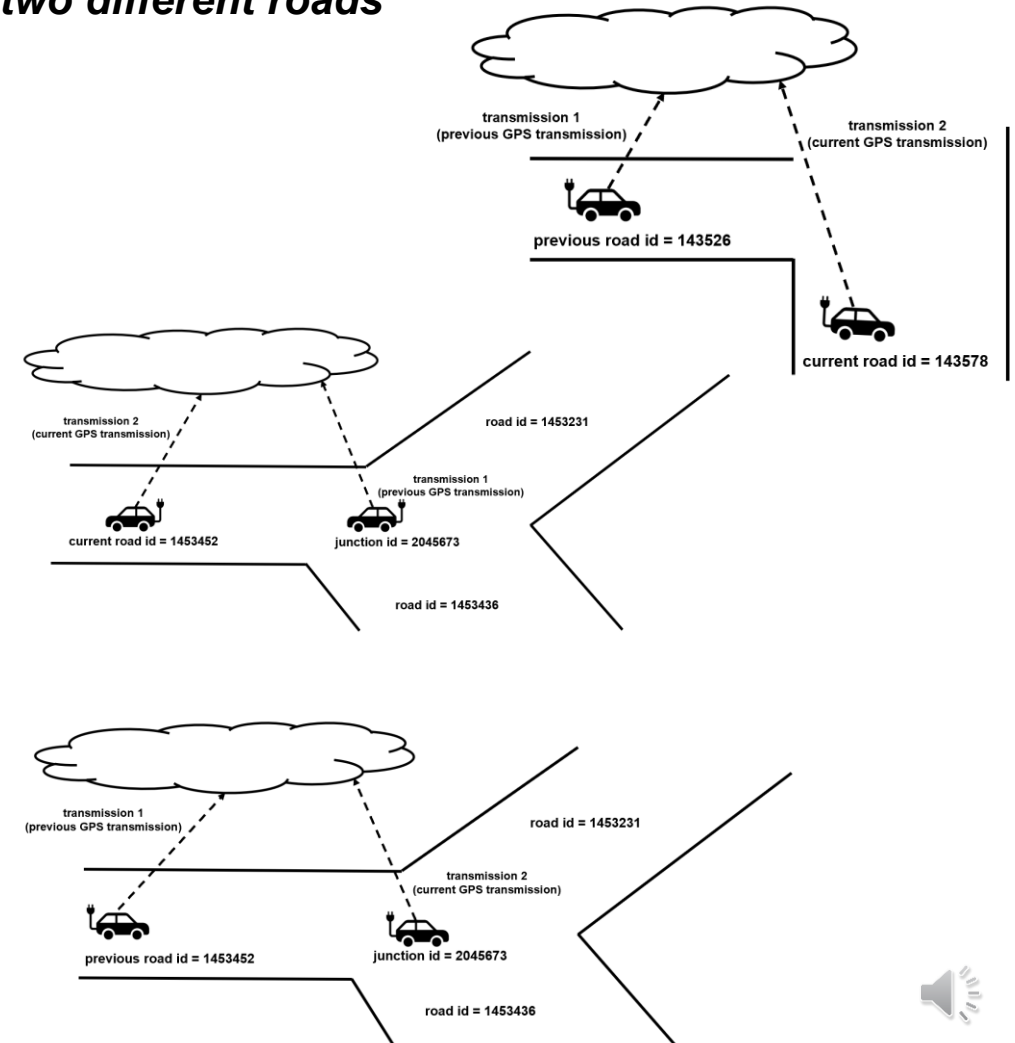 two different roads
transmission 1
(previous GPS transmission)
transmission 2
(current GPS transmission)
previous road id = 143526
current road id = 143578
transmission 2
(current GPS transmission)
road id = 1453231
transmission 1
(previous GPS transmission)
current road id = 1453452
junction id = 2045673
road id = 1453436
transmission 1
(previous GPS transmission)
road id = 1453231
transmission 2
(current GPS transmission)
previous road id = 1453452
junction id = 2045673
road id = 1453436